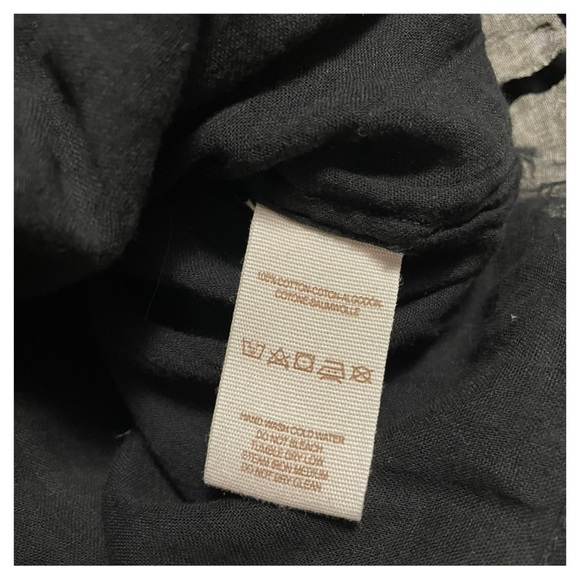 100% COTTON-COTON-ALGODÓN-
COTONE-BAUMWOLLE
HAND WASH COLD WATER
DO NOT BLEACH
TUMBLE DRY LOW
STEAM IRON MEDIUM
DO NOT DRY CLEAN